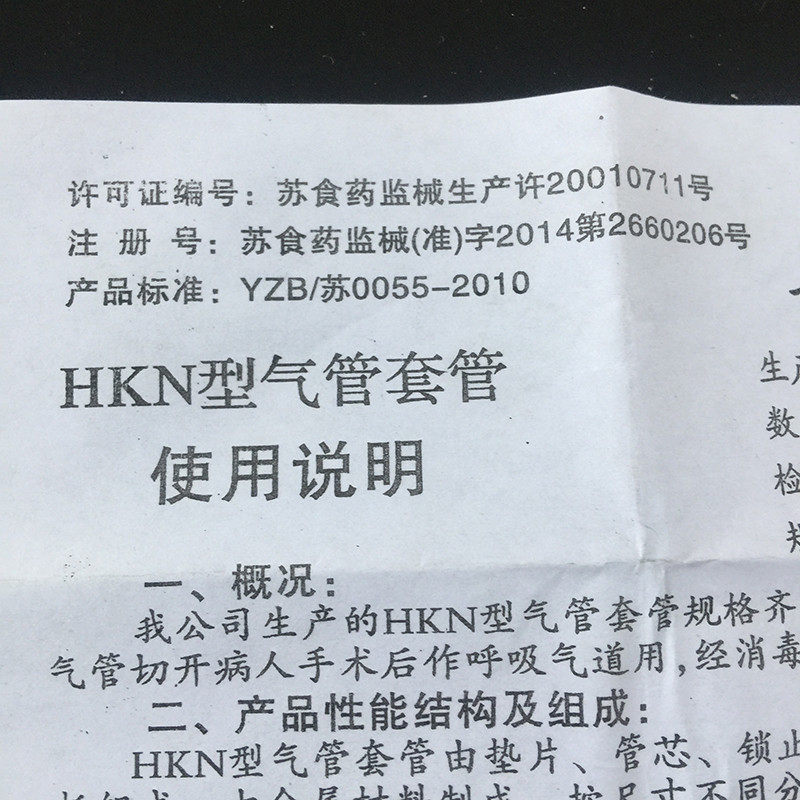 许可证编号：苏食药监械生产许20010711号
注 册 号：苏食药监械(准)字2014第2660206号
产品标准：YZB/苏0055-2010
HKN型气管套管
使用说明
生产
数
检
一、概况：
我公司生产的HKN型气管套管规格齐
气管切开病人手术后作呼吸气道用,经消毒
二、产品性能结构及组成：
HKN型气管套管由垫片、管芯、锁止